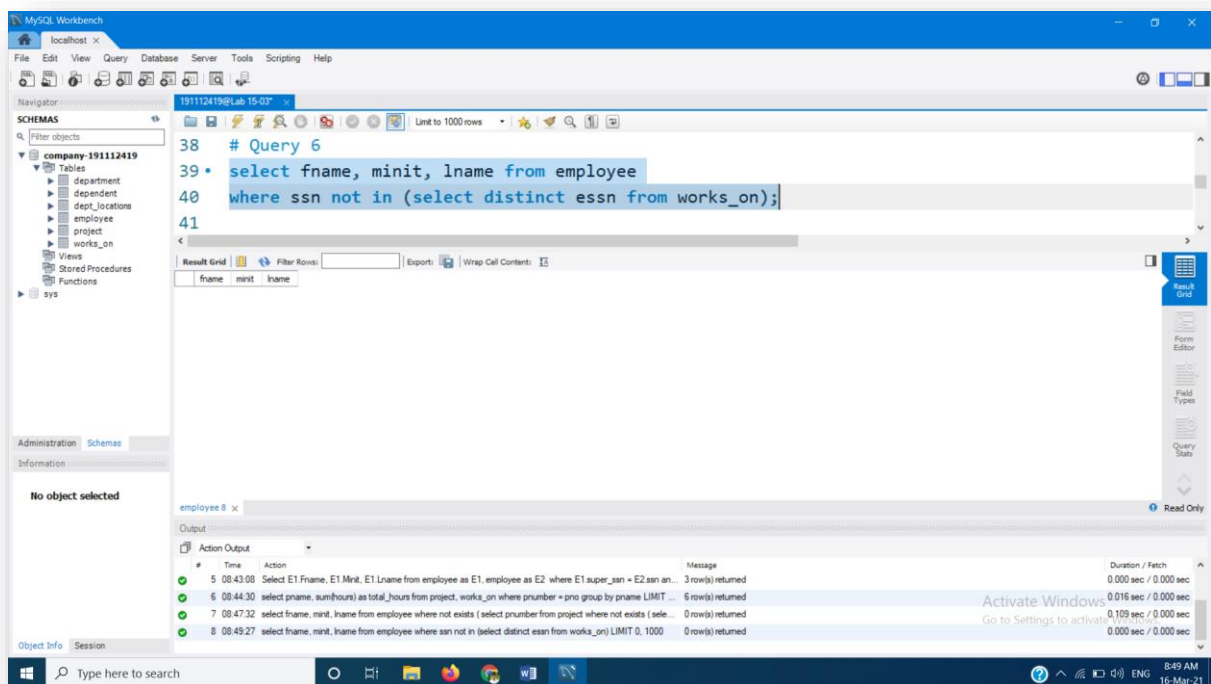 MySQL Workbench
localhost ×
File Edit View Query Database Server Tools Scripting Help
Navigator
SCHEMAS
Filter objects
company-191112419
Tables
department
dependent
dept_locations
employee
project
works_on
Views
Stored Procedures
Functions
sys
Administration Schemas
Information
No object selected
Object Info Session
191112419@Lab 15-03* ×
Limit to 1000 rows
38 # Query 6
39 select fname, minit, lname from employee
40 where ssn not in (select distinct essn from works_on);
41
Result Grid Filter Rows: Export: Wrap Cell Content:
fname minit lname
Result Grid
Form Editor
Field Types
Query Stats
employee 8 × Read Only
Output
Action Output
# Time Action Message Duration / Fetch
5 08:43:08 Select E1.Fname, E1.Minit, E1.Lname from employee as E1, employee as E2 where E1.super_ssn = E2.ssn an... 3 row(s) returned 0.000 sec / 0.000 sec
6 08:44:30 select pname, sum(hours) as total_hours from project, works_on where pnumber = pno group by pname LIMIT ... 6 row(s) returned 0.016 sec / 0.000 sec
7 08:47:32 select fname, minit, lname from employee where not exists ( select pnumber from project where not exists ( sele... 0 row(s) returned 0.109 sec / 0.000 sec
8 08:49:27 select fname, minit, lname from employee where ssn not in (select distinct essn from works_on) LIMIT 0, 1000 0 row(s) returned 0.000 sec / 0.000 sec
Activate Windows
Go to Settings to activate Windows.
Type here to search
ENG
8:49 AM
16-Mar-21